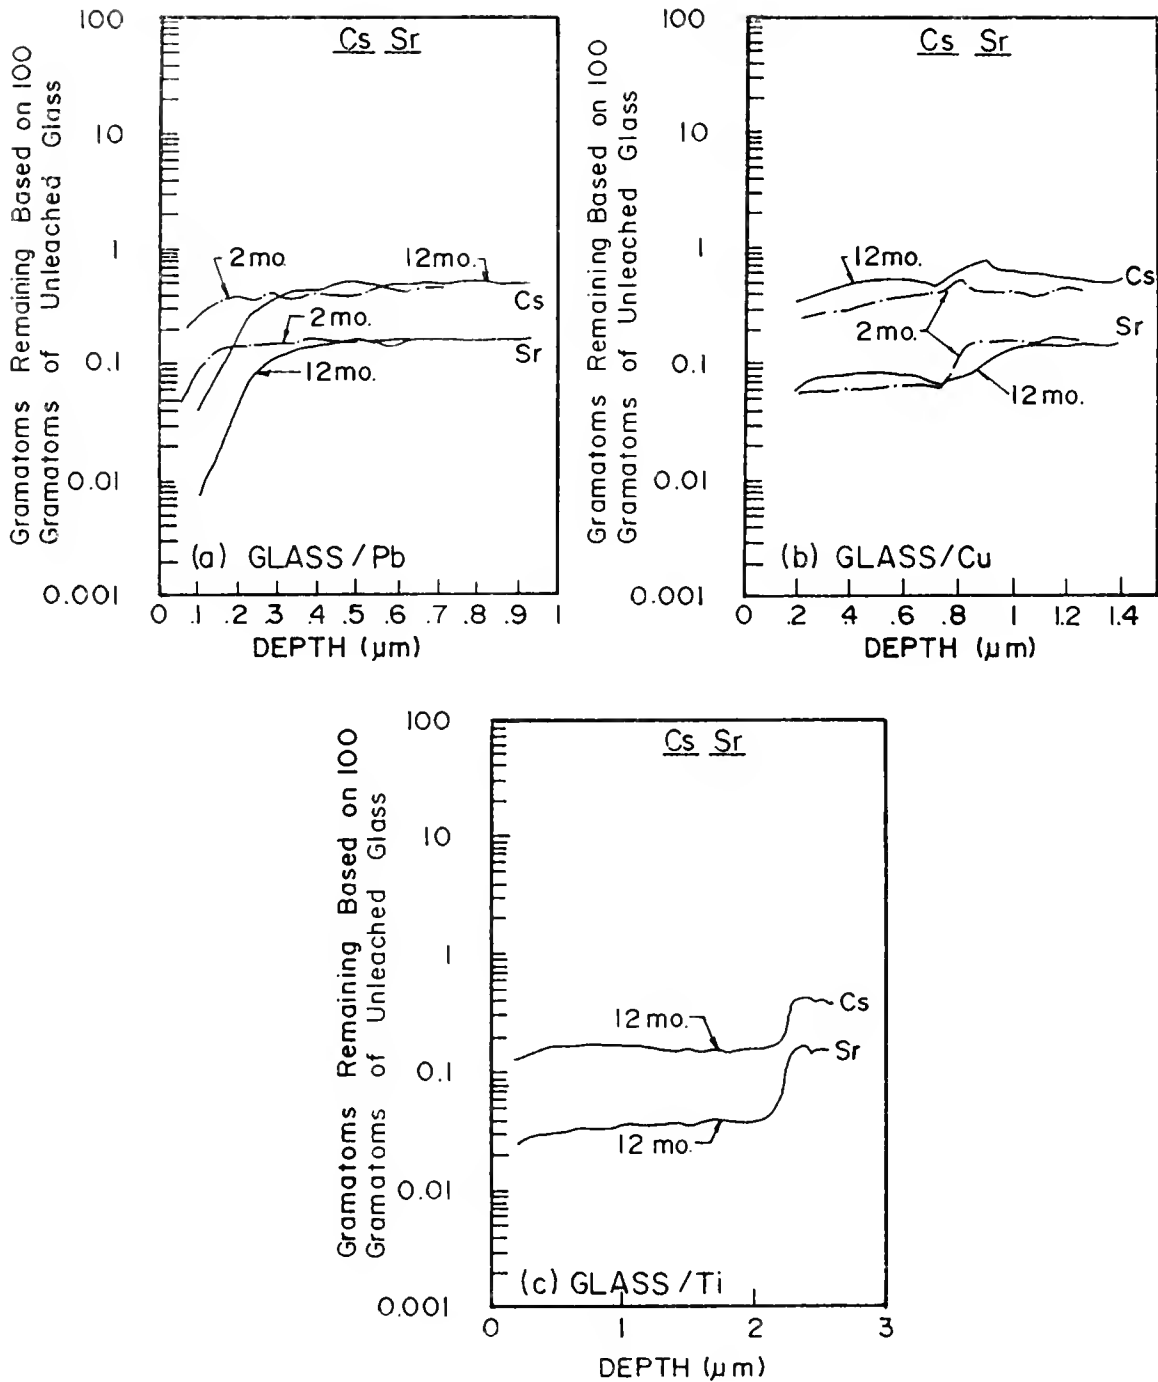 Gramatoms Remaining Based on 100
Gramatoms of Unleached Glass
100
10
1
0.1
0.01
0.001
Cs Sr
2mo.
12mo.
Cs
2mo.
Sr
12mo.
(a) GLASS/Pb
0 .1 .2 .3 .4 .5 .6 .7 .8 .9 1
DEPTH (μm)
Gramatoms Remaining Based on 100
Gramatoms of Unleached Glass
100
10
1
0.1
0.01
0.001
Cs Sr
12mo.
Cs
2mo.
Sr
12mo.
(b) GLASS/Cu
0 .2 .4 .6 .8 1 1.2 1.4
DEPTH (μm)
Gramatoms Remaining Based on 100
Gramatoms of Unleached Glass
100
10
1
0.1
0.01
0.001
Cs Sr
12 mo.
Cs
Sr
12 mo.
(c) GLASS/Ti
0 1 2 3
DEPTH (μm)